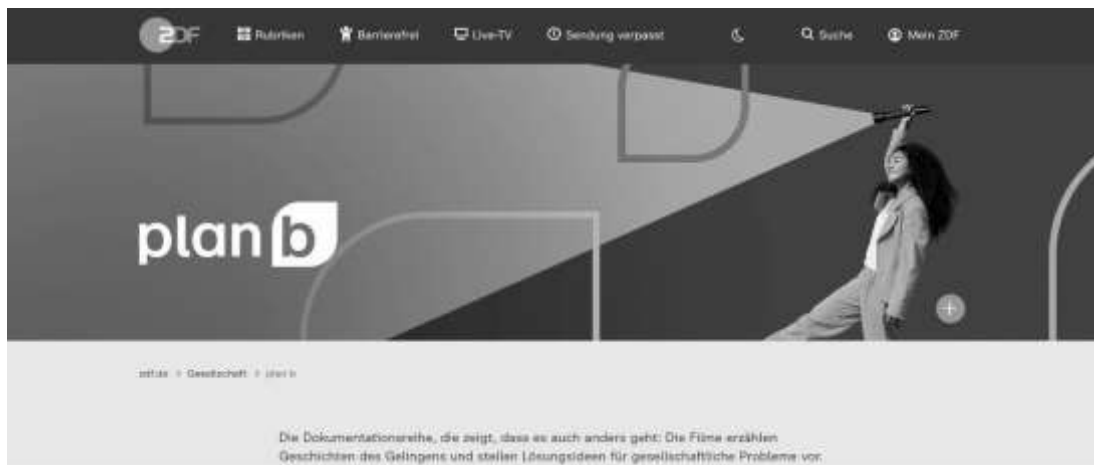 ZDF
Rubriken
Barrierefrei
Live-TV
Sendung verpasst
Suche
Mein ZDF
plan b
zdf.de > Gesellschaft > plan b
Die Dokumentationsreihe, die zeigt, dass es auch anders geht: Die Filme erzählen
Geschichten des Gelingens und stellen Lösungsideen für gesellschaftliche Probleme vor.